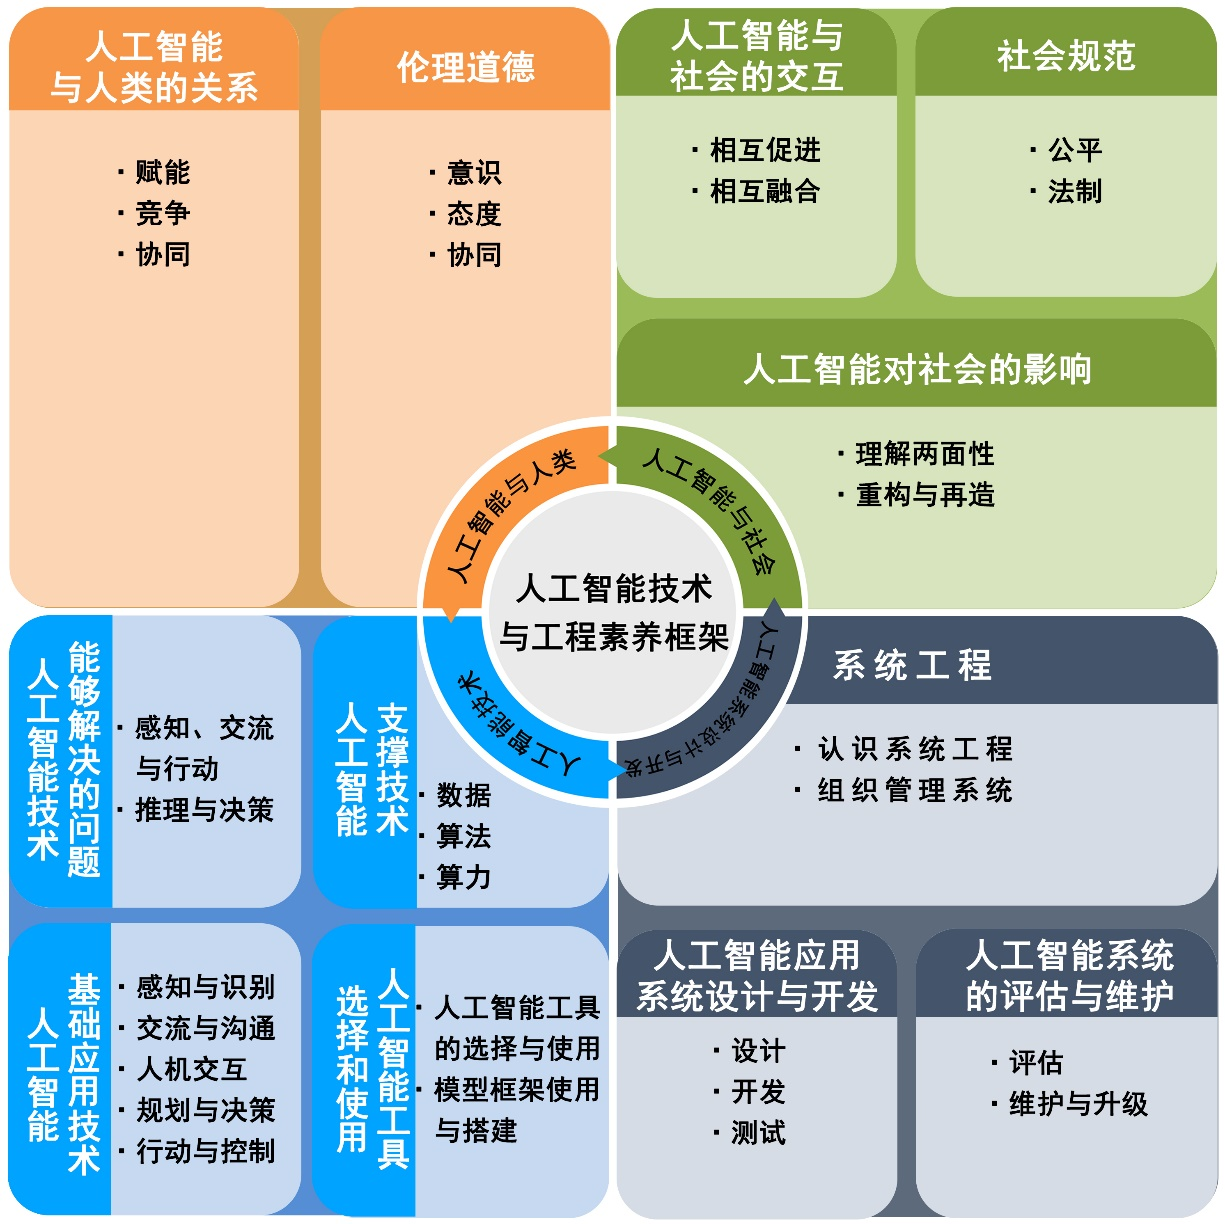 人工智能
与人类的关系
· 赋能
· 竞争
· 协同
伦理道德
· 意识
· 态度
· 协同
人工智能与
社会的交互
· 相互促进
· 相互融合
社会规范
· 公平
· 法制
人工智能对社会的影响
· 理解两面性
· 重构与再造
人工智能与人类
人工智能与社会
人工智能技术
人工智能系统设计与开发
人工智能技术
与工程素养框架
人工智能技术
能够解决的问题
· 感知、交流
与行动
· 推理与决策
人工智能
支撑技术
· 数据
· 算法
· 算力
人工智能
基础应用技术
· 感知与识别
· 交流与沟通
· 人机交互
· 规划与决策
· 行动与控制
人工智能工具
选择和使用
· 人工智能工具
的选择与使用
· 模型框架使用
与搭建
系统工程
· 认识系统工程
· 组织管理系统
人工智能应用
系统设计与开发
· 设计
· 开发
· 测试
人工智能系统
的评估与维护
· 评估
· 维护与升级